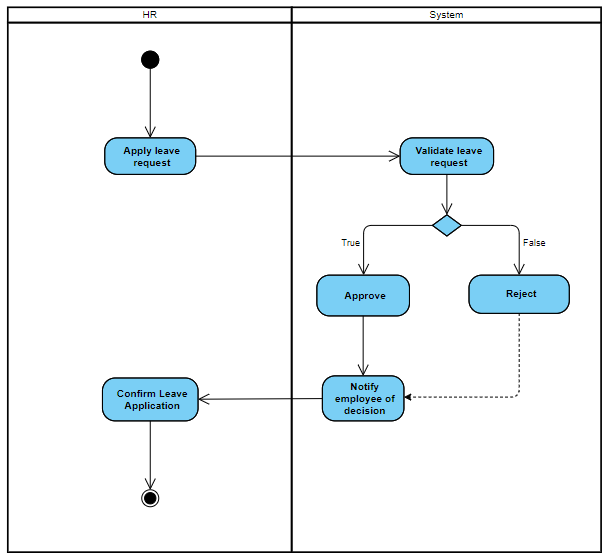 HR
System
Apply leave
request
Validate leave
request
True
False
Approve
Reject
Notify
employee of
decision
Confirm Leave
Application